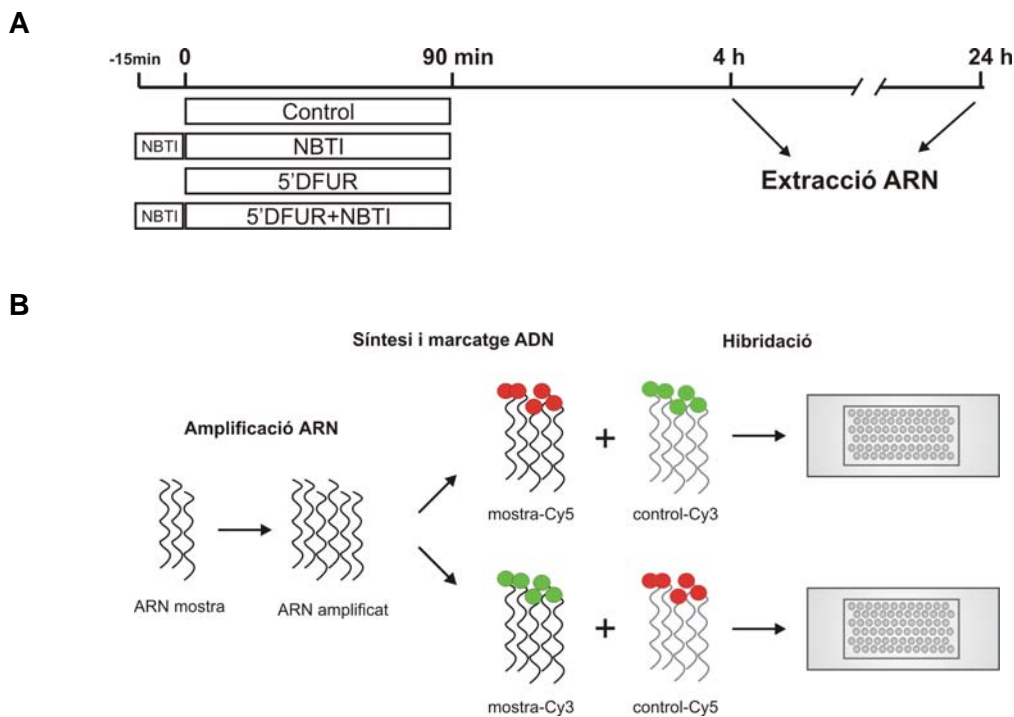 A
-15min 0 90 min 4 h 24 h
Control
NBTI NBTI
5'DFUR
NBTI 5'DFUR+NBTI
Extracció ARN
B
Síntesi i marcatge ADN Hibridació
Amplificació ARN
+
mostra-Cy5 control-Cy3
ARN mostra ARN amplificat
+
mostra-Cy3 control-Cy5